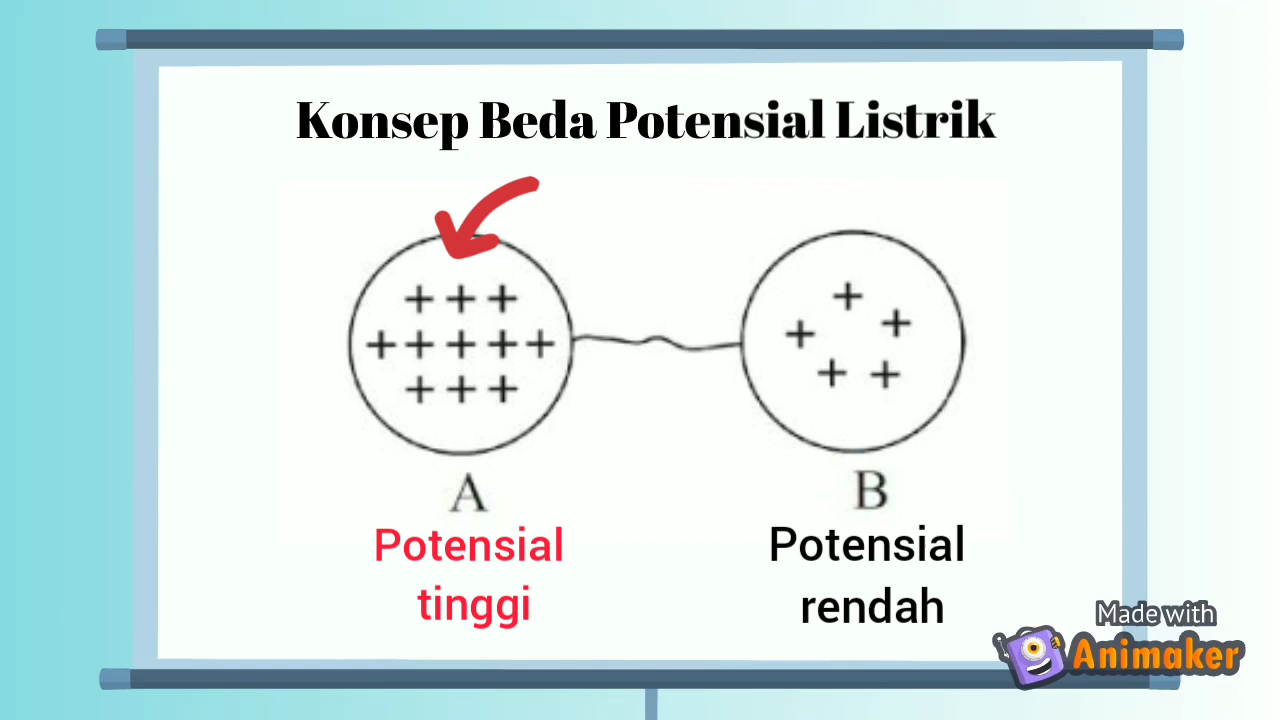 Konsep Beda Potensial Listrik
+ + +
+ + + + +
+ + +
+
+ +
+ +
A
B
Potensial
tinggi
Potensial
rendah
Made with
Animaker